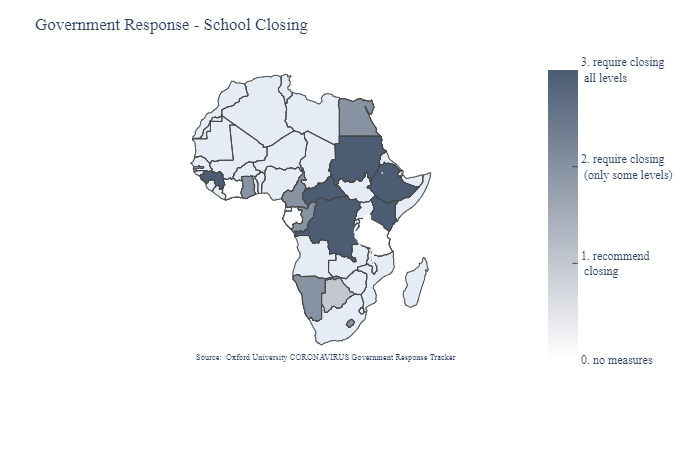 Government Response - School Closing
3. require closing
all levels
2. require closing
(only some levels)
1. recommend
closing
0. no measures
Source: Oxford University CORONAVIRUS Government Response Tracker